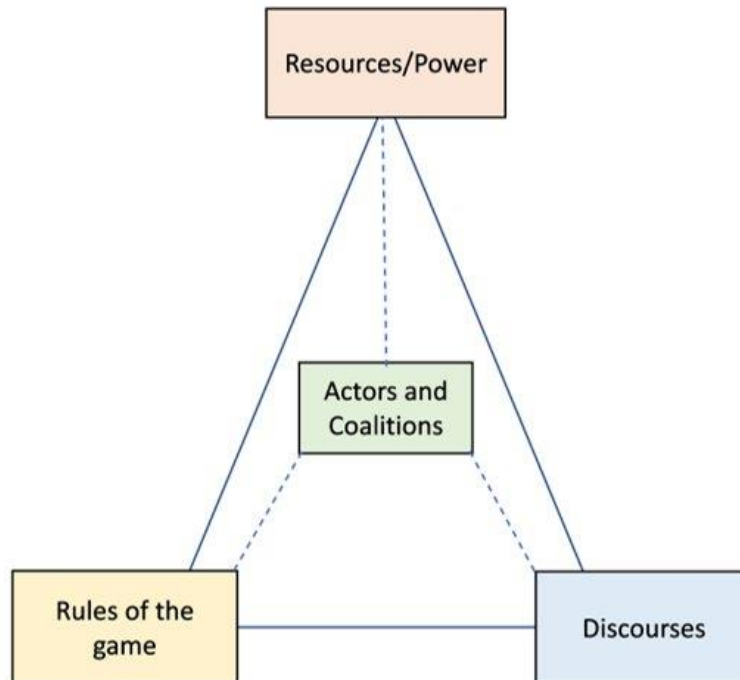 Resources/Power
Actors and
Coalitions
Rules of the
game
Discourses